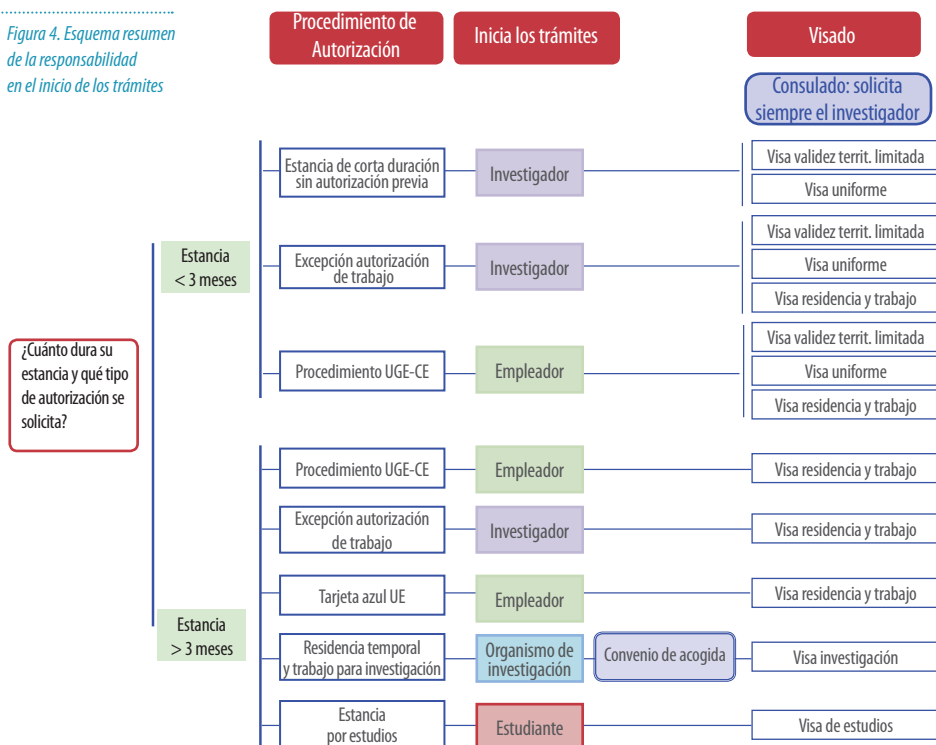 Figura 4. Esquema resumen
de la responsabilidad
en el inicio de los trámites
Procedimiento de
Autorización
Inicia los trámites
Visado
Consulado: solicita
siempre el investigador
¿Cuánto dura su
estancia y qué tipo
de autorización se
solicita?
Estancia
< 3 meses
Estancia de corta duración
sin autorización previa
Investigador
Visa validez territ. limitada
Visa uniforme
Excepción autorización
de trabajo
Investigador
Visa validez territ. limitada
Visa uniforme
Visa residencia y trabajo
Procedimiento UGE-CE
Empleador
Visa validez territ. limitada
Visa uniforme
Visa residencia y trabajo
Estancia
> 3 meses
Procedimiento UGE-CE
Empleador
Visa residencia y trabajo
Excepción autorización
de trabajo
Investigador
Visa residencia y trabajo
Tarjeta azul UE
Empleador
Visa residencia y trabajo
Residencia temporal
y trabajo para investigación
Organismo de
investigación
Convenio de acogida
Visa investigación
Estancia
por estudios
Estudiante
Visa de estudios